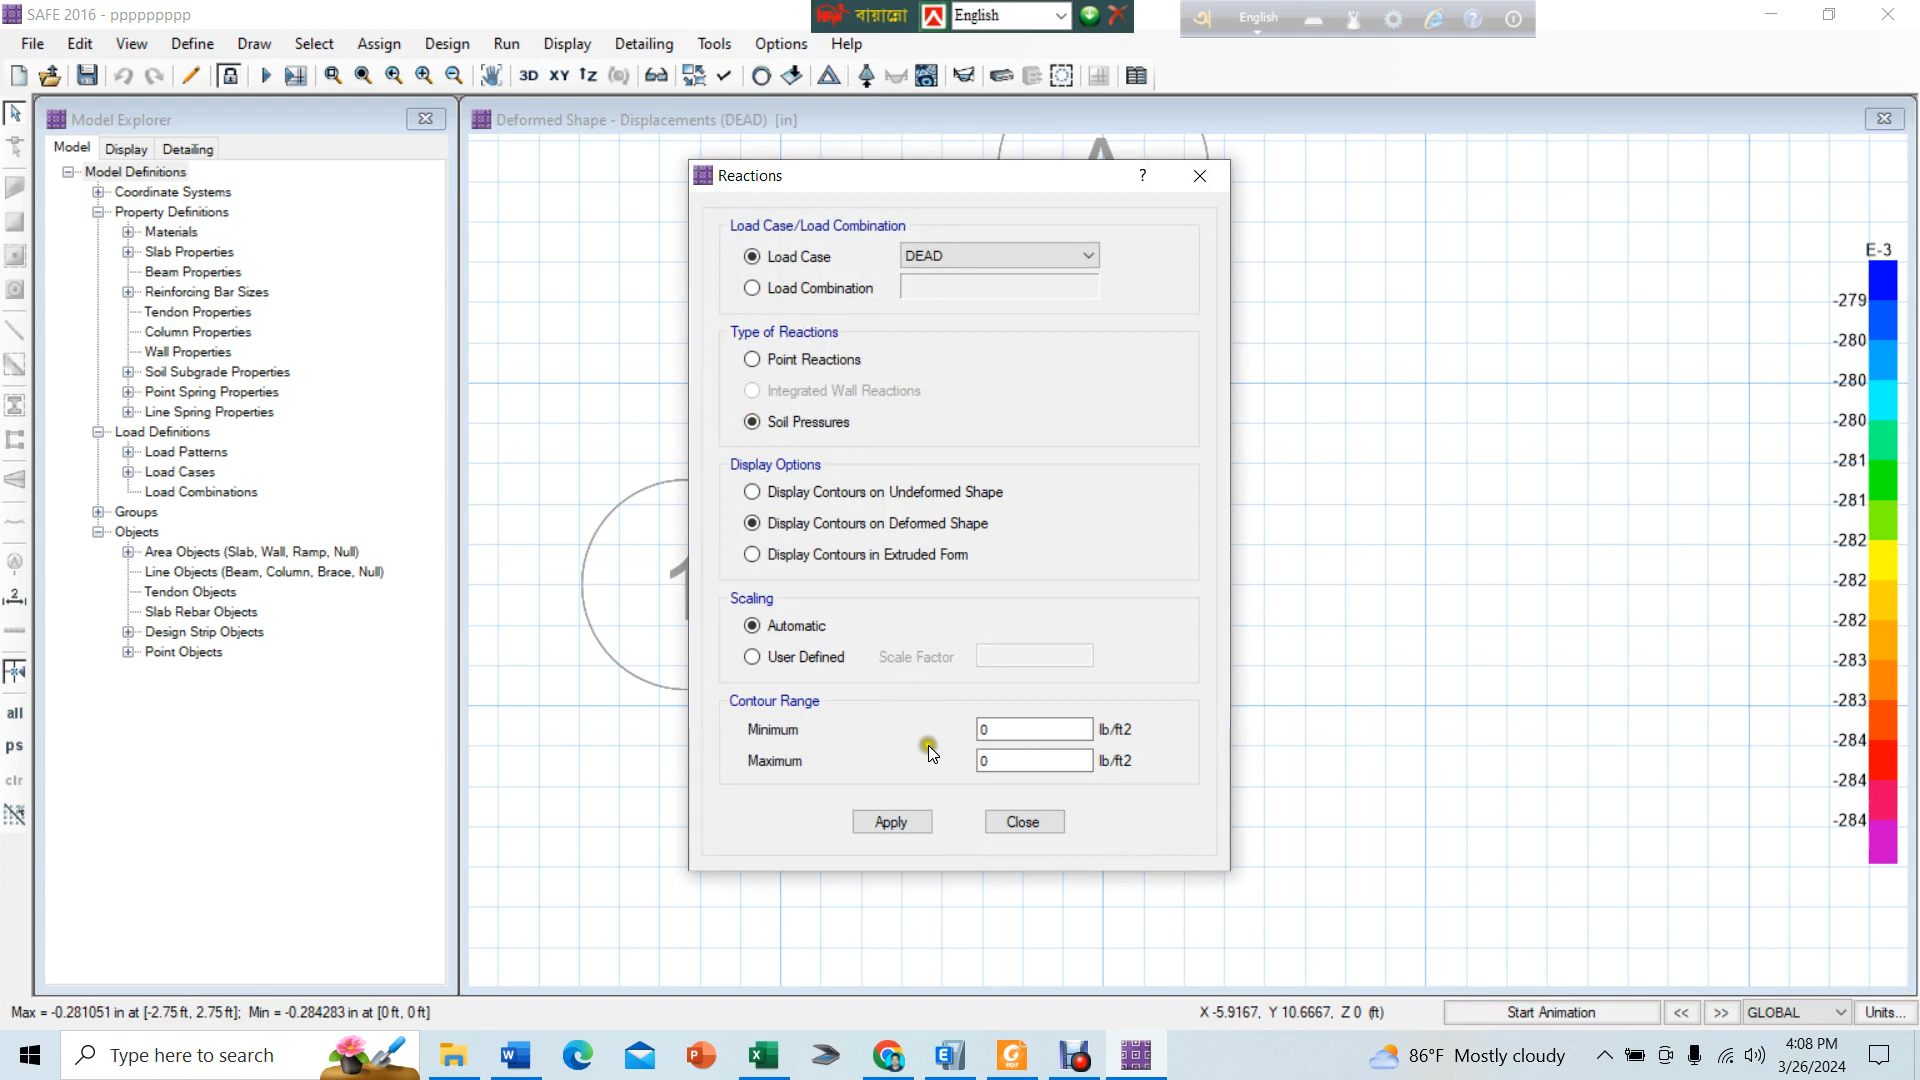 SAFE 2016 - ppppppppp
বায়ান্নো
English
English
File Edit View Define Draw Select Assign Design Run Display Detailing Tools Options Help
3D XY
Model Explorer
Deformed Shape - Displacements (DEAD) [in]
Model Display Detailing
Model Definitions
Coordinate Systems
Property Definitions
Materials
Slab Properties
Beam Properties
Reinforcing Bar Sizes
Tendon Properties
Column Properties
Wall Properties
Soil Subgrade Properties
Point Spring Properties
Line Spring Properties
Load Definitions
Load Patterns
Load Cases
Load Combinations
Groups
Objects
Area Objects (Slab, Wall, Ramp, Null)
Line Objects (Beam, Column, Brace, Null)
Tendon Objects
Slab Rebar Objects
Design Strip Objects
Point Objects
all
ps
clr
Reactions
?
Load Case/Load Combination
Load Case DEAD
Load Combination
Type of Reactions
Point Reactions
Integrated Wall Reactions
Soil Pressures
Display Options
Display Contours on Undeformed Shape
Display Contours on Deformed Shape
Display Contours in Extruded Form
Scaling
Automatic
User Defined Scale Factor
Contour Range
Minimum 0 lb/ft2
Maximum 0 lb/ft2
Apply Close
E-3
-279
-280
-280
-280
-281
-281
-282
-282
-282
-283
-283
-284
-284
-284
Max = -0.281051 in at [-2.75 ft, 2.75 ft]; Min = -0.284283 in at [0 ft, 0 ft]
X -5.9167, Y 10.6667, Z 0 (ft)
Start Animation << >> GLOBAL Units...
Type here to search
86°F Mostly cloudy
4:08 PM
3/26/2024